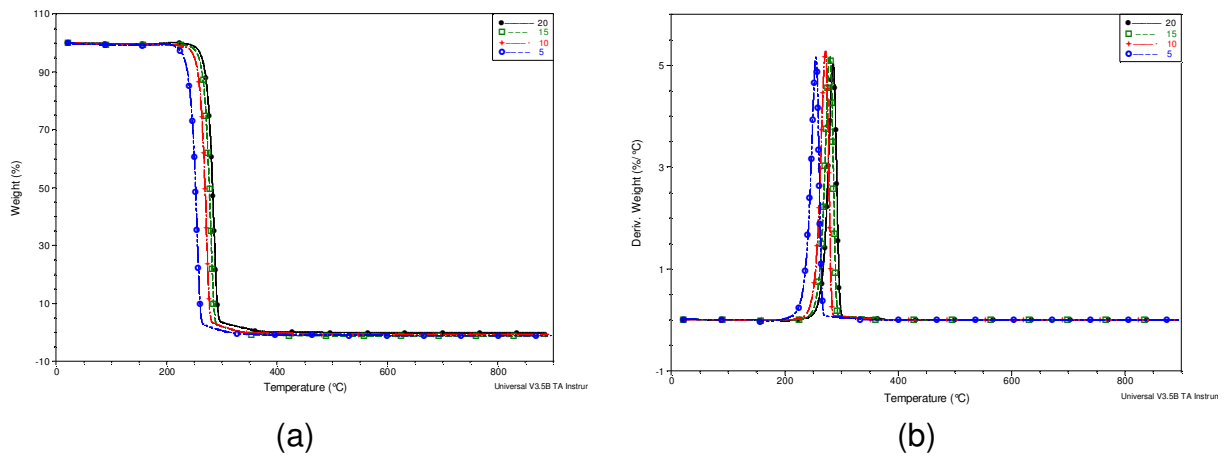 110
90
70
50
30
10
-10
Weight (%)
0 200 400 600 800
Temperature (°C)
20
15
10
5
Universal V3.5B TA Instrur
(a)
5
3
1
-1
Deriv. Weight (%/°C)
0 200 400 600 800
Temperature (°C)
20
15
10
5
Universal V3.5B TA Instrur
(b)